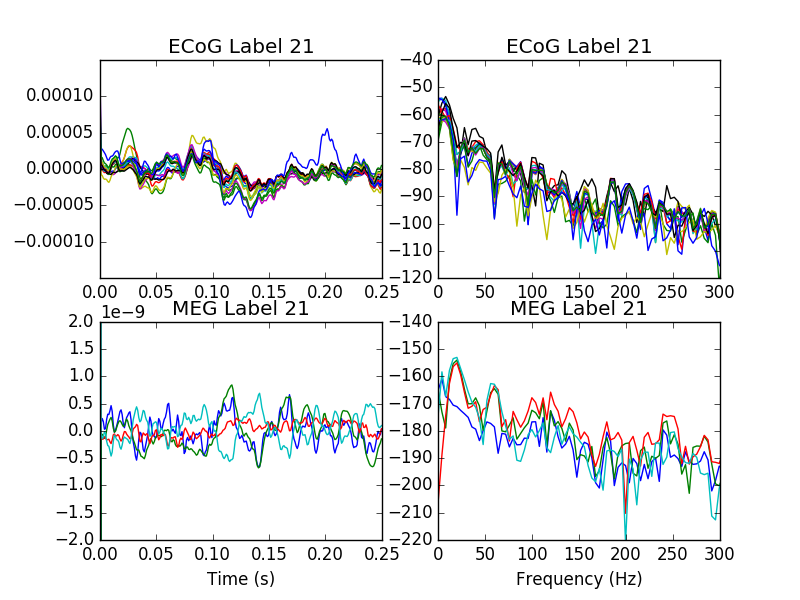 ECoG Label 21
0.00010
0.00005
0.00000
−0.00005
−0.00010
0.00 0.05 0.10 0.15 0.20 0.25
ECoG Label 21
−40
−50
−60
−70
−80
−90
−100
−110
−120
0 50 100 150 200 250 300
MEG Label 21
1e−9
2.0
1.5
1.0
0.5
0.0
−0.5
−1.0
−1.5
−2.0
0.00 0.05 0.10 0.15 0.20 0.25
Time (s)
MEG Label 21
−140
−150
−160
−170
−180
−190
−200
−210
−220
0 50 100 150 200 250 300
Frequency (Hz)